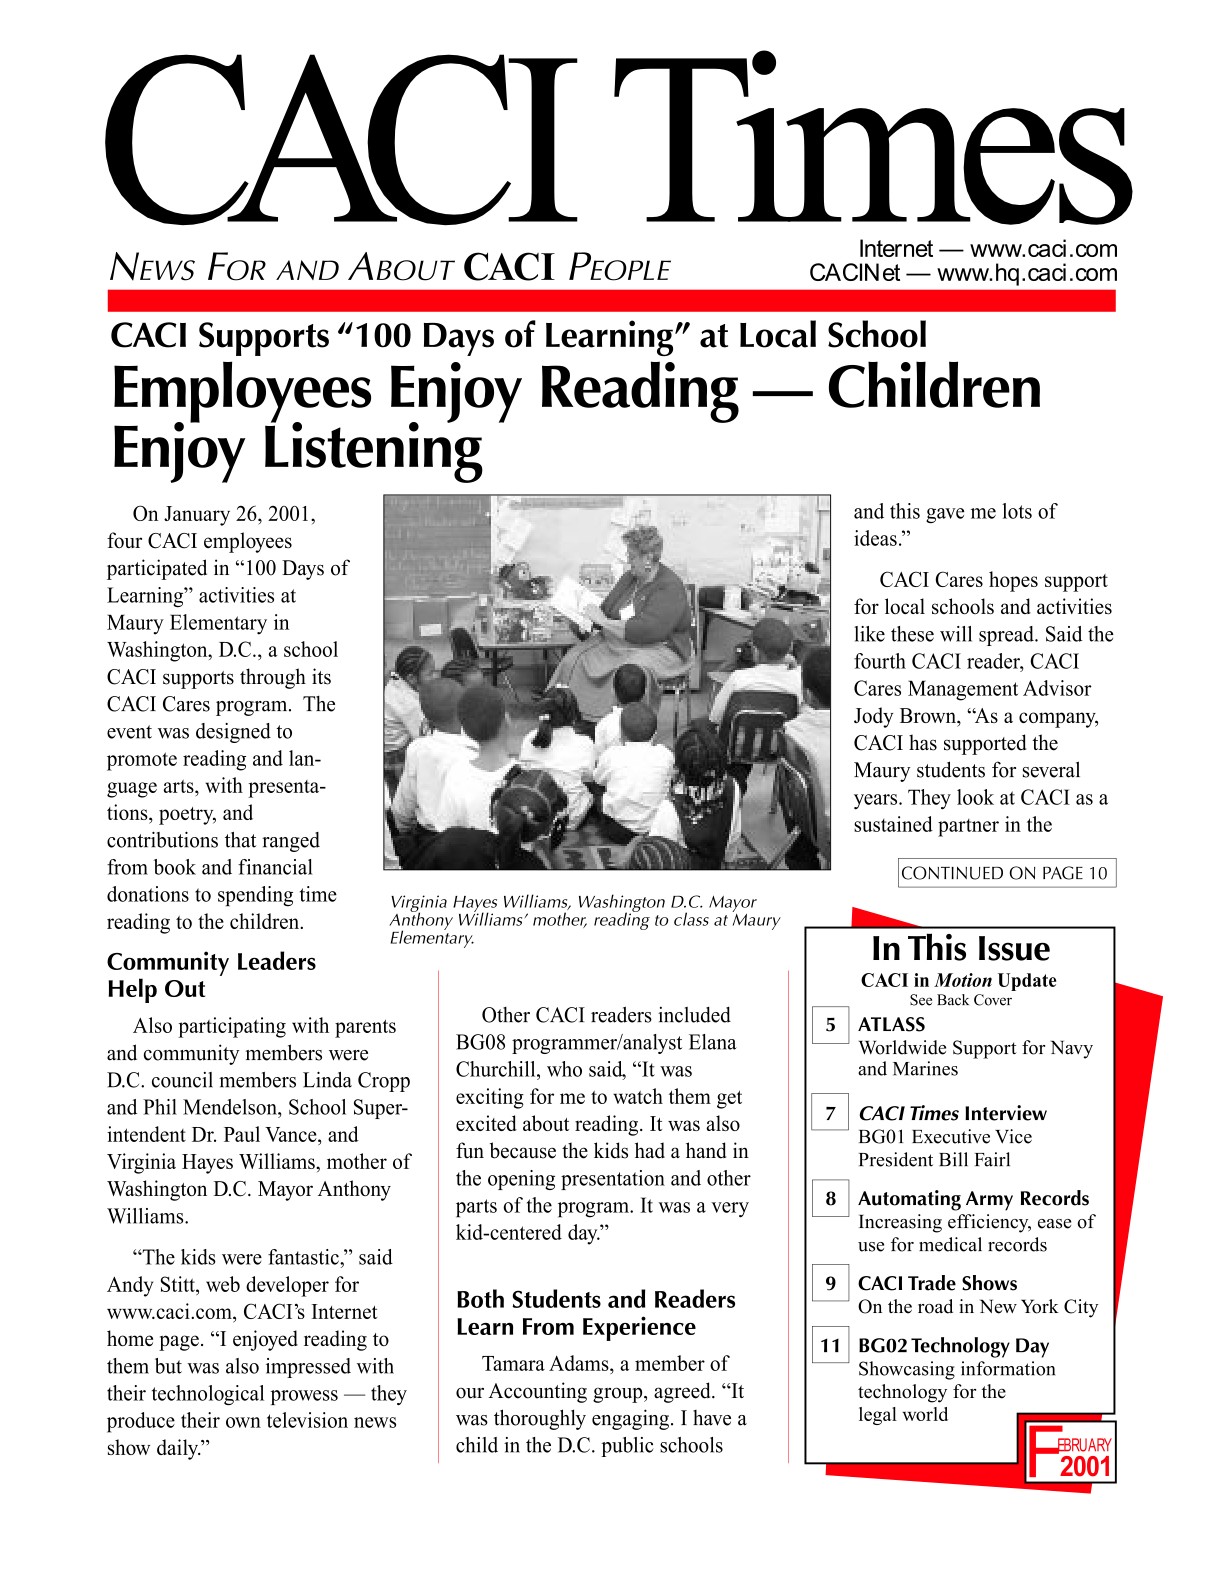 CACI Times
NEWS FOR AND ABOUT CACI PEOPLE
Internet — www.caci.com
CACINet — www.hq.caci.com
CACI Supports “100 Days of Learning” at Local School
Employees Enjoy Reading — Children
Enjoy Listening
On January 26, 2001,
four CACI employees
participated in “100 Days of
Learning” activities at
Maury Elementary in
Washington, D.C., a school
CACI supports through its
CACI Cares program. The
event was designed to
promote reading and lan-
guage arts, with presenta-
tions, poetry, and
contributions that ranged
from book and financial
donations to spending time
reading to the children.
Community Leaders
Help Out
Also participating with parents
and community members were
D.C. council members Linda Cropp
and Phil Mendelson, School Super-
intendent Dr. Paul Vance, and
Virginia Hayes Williams, mother of
Washington D.C. Mayor Anthony
Williams.
“The kids were fantastic,” said
Andy Stitt, web developer for
www.caci.com, CACI’s Internet
home page. “I enjoyed reading to
them but was also impressed with
their technological prowess — they
produce their own television news
show daily.”
Virginia Hayes Williams, Washington D.C. Mayor
Anthony Williams’ mother, reading to class at Maury
Elementary.
Other CACI readers included
BG08 programmer/analyst Elana
Churchill, who said, “It was
exciting for me to watch them get
excited about reading. It was also
fun because the kids had a hand in
the opening presentation and other
parts of the program. It was a very
kid-centered day.”
Both Students and Readers
Learn From Experience
Tamara Adams, a member of
our Accounting group, agreed. “It
was thoroughly engaging. I have a
child in the D.C. public schools
and this gave me lots of
ideas.”
CACI Cares hopes support
for local schools and activities
like these will spread. Said the
fourth CACI reader, CACI
Cares Management Advisor
Jody Brown, “As a company,
CACI has supported the
Maury students for several
years. They look at CACI as a
sustained partner in the
CONTINUED ON PAGE 10
In This Issue
CACI in Motion Update
See Back Cover
5 ATLASS
Worldwide Support for Navy
and Marines
7 CACI Times Interview
BG01 Executive Vice
President Bill Fairl
8 Automating Army Records
Increasing efficiency, ease of
use for medical records
9 CACI Trade Shows
On the road in New York City
11 BG02 Technology Day
Showcasing information
technology for the
legal world
FEBRUARY
2001